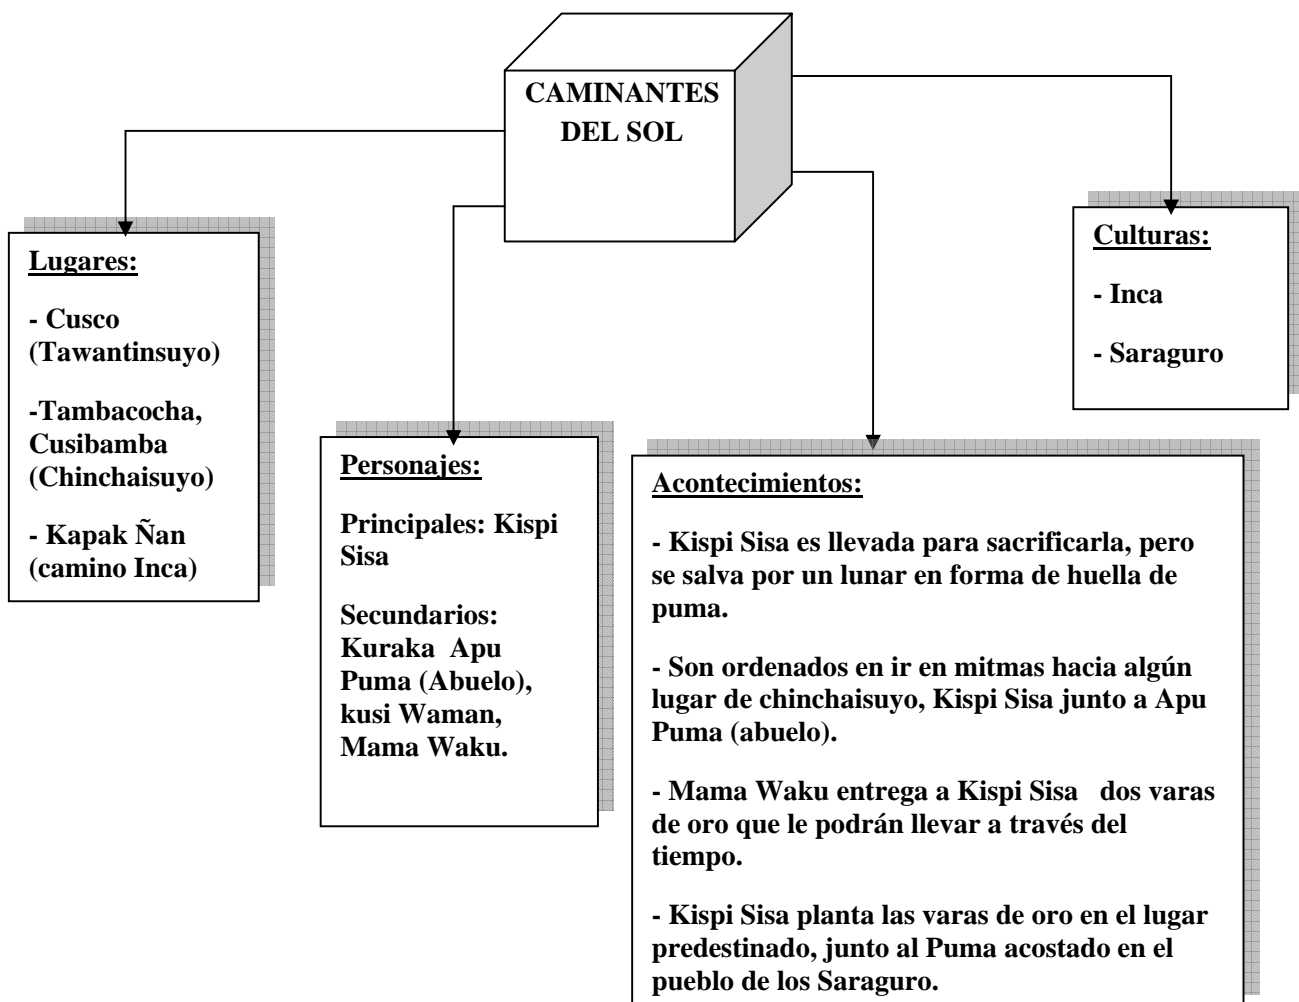 CAMINANTES
DEL SOL
Lugares:
- Cusco
(Tawantinsuyo)
-Tambacocha,
Cusibamba
(Chinchaisuyo)
- Kapak Ñan
(camino Inca)
Personajes:
Principales: Kispi
Sisa
Secundarios:
Kuraka Apu
Puma (Abuelo),
kusi Waman,
Mama Waku.
Acontecimientos:
- Kispi Sisa es llevada para sacrificarla, pero
se salva por un lunar en forma de huella de
puma.
- Son ordenados en ir en mitmas hacia algún
lugar de chinchaisuyo, Kispi Sisa junto a Apu
Puma (abuelo).
- Mama Waku entrega a Kispi Sisa dos varas
de oro que le podrán llevar a través del
tiempo.
- Kispi Sisa planta las varas de oro en el lugar
predestinado, junto al Puma acostado en el
pueblo de los Saraguro.
Culturas:
- Inca
- Saraguro